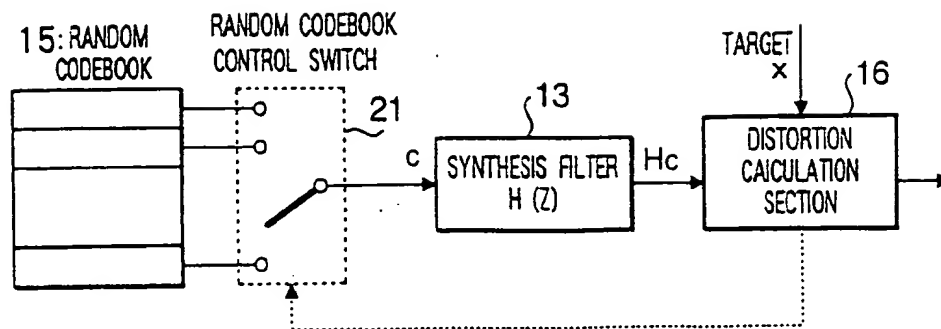 15: RANDOM
CODEBOOK
RANDOM CODEBOOK
CONTROL SWITCH
21
c
13
SYNTHESIS FILTER
H (Z)
Hc
TARGET
x
16
DISTORTION
CAICULATION
SECTION